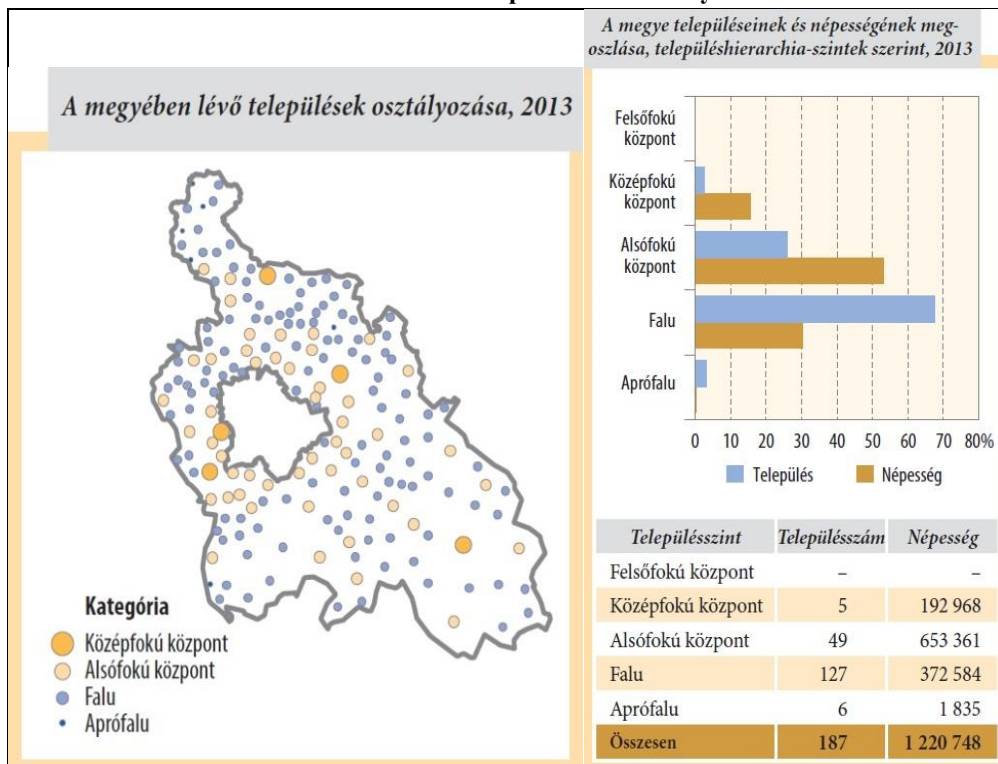 A megyében lévő települések osztályozása, 2013
Kategória
Középfokú központ
Alsófokú központ
Falu
Aprófalu
A megye településeinek és népességének meg-
oszlása, településhierarchia-szintek szerint, 2013
Felsőfokú
központ
Középfokú
központ
Alsófokú
központ
Falu
Aprófalu
0 10 20 30 40 50 60 70 80%
Település Népesség
Településszint Településszám Népesség
Felsőfokú központ – –
Középfokú központ 5 192 968
Alsófokú központ 49 653 361
Falu 127 372 584
Aprófalu 6 1 835
Összesen 187 1 220 748